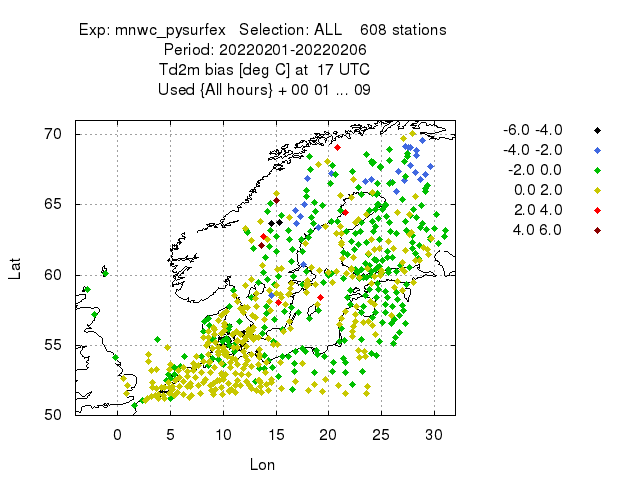 Exp: mnwc_pysurfex   Selection: ALL    608 stations
Period: 20220201-20220206
Td2m bias [deg C] at  17 UTC
Used {All hours} + 00 01 ... 09
-6.0 -4.0
-4.0 -2.0
-2.0 0.0
0.0 2.0
2.0 4.0
4.0 6.0
70
65
60
55
50
Lat
0 5 10 15 20 25 30
Lon